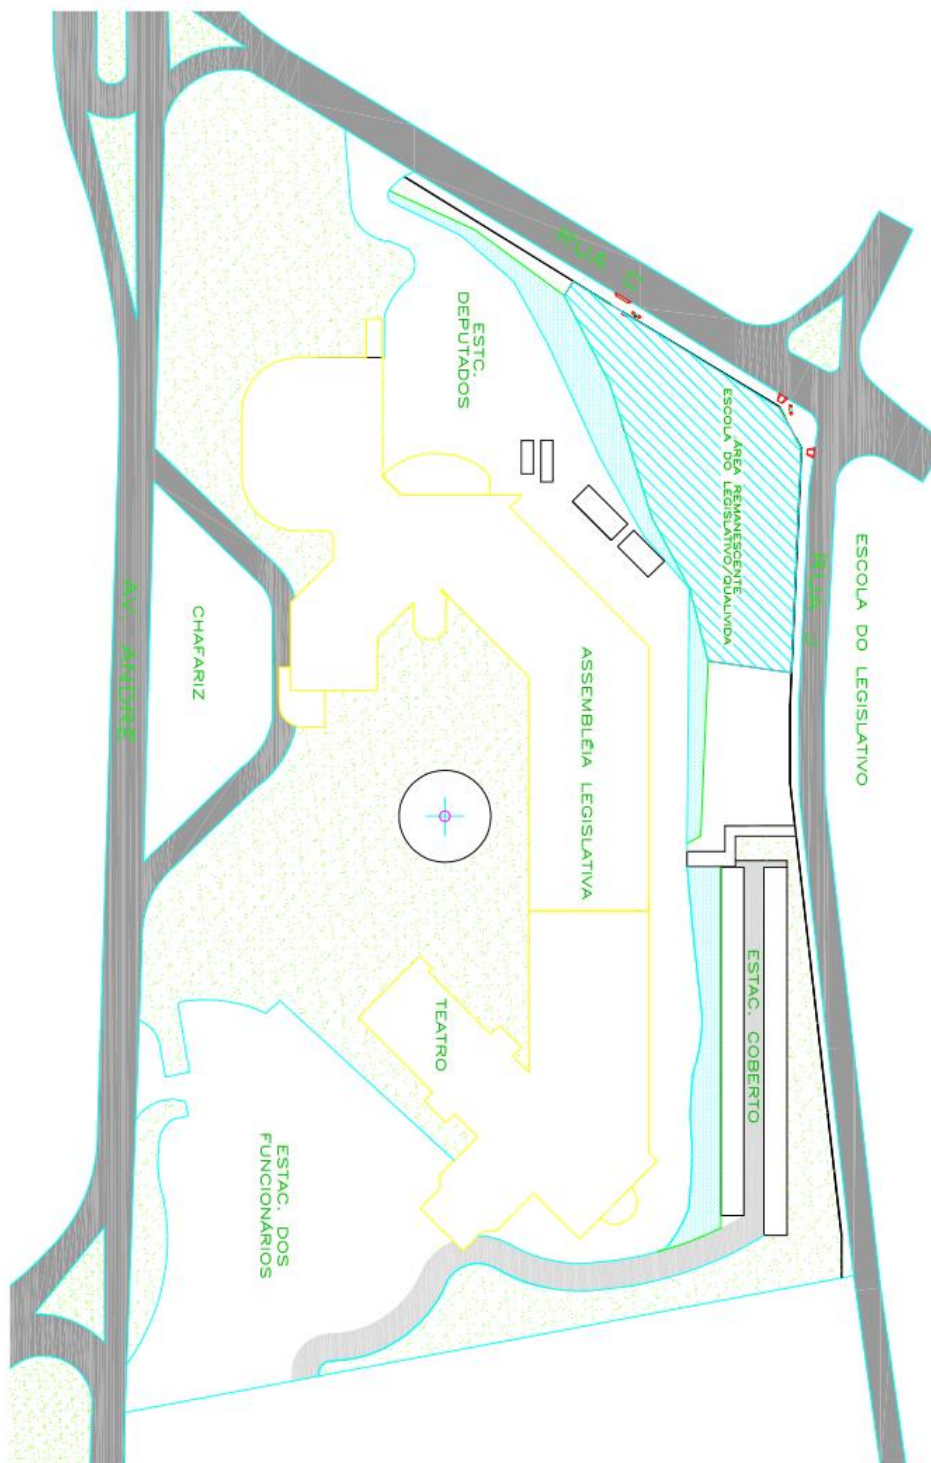 RUA C
ESTC.
DEPUTADOS
ÁREA REMANESCENTE
ESCOLA DO LEGISLATIVO/QUALIVIDA
ESCOLA DO LEGISLATIVO
RUA
AV. ANDRÉ
CHAFARIZ
ASSEMBLÉIA LEGISLATIVA
ESTAC. COBERTO
TEATRO
ESTAC. DOS
FUNCIONÁRIOS